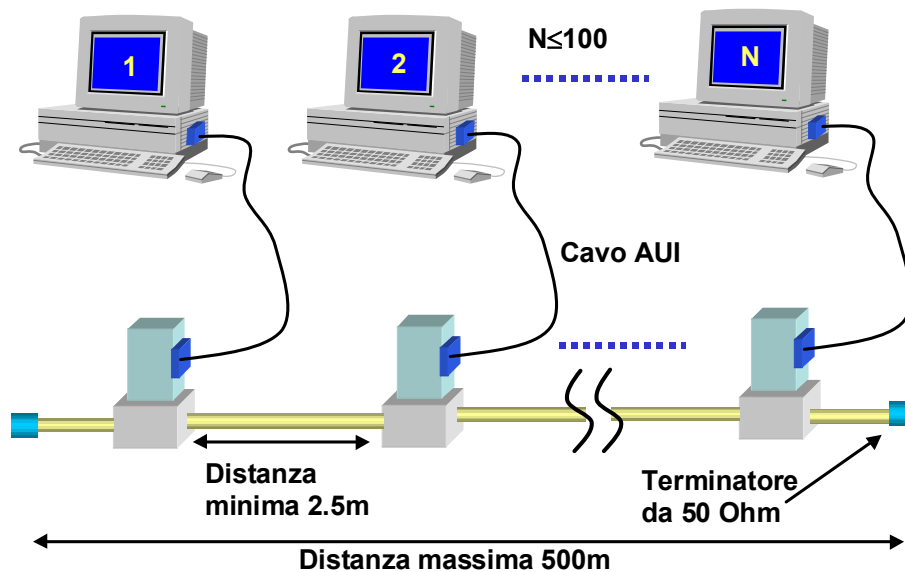 N≤100
1
2
N
Cavo AUI
Distanza
minima 2.5m
Terminatore
da 50 Ohm
Distanza massima 500m